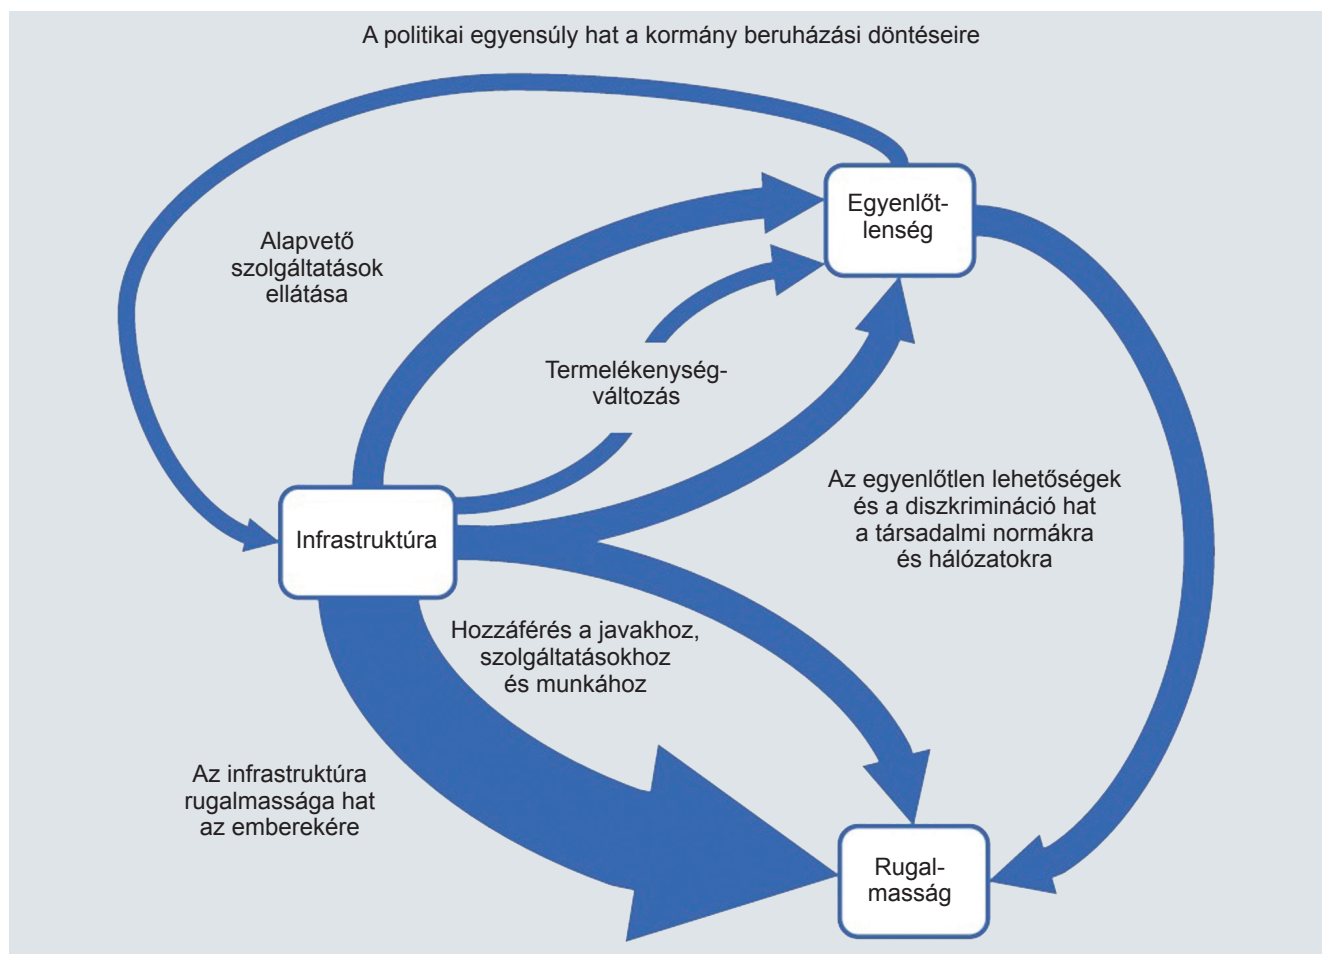 A politikai egyensúly hat a kormány beruházási döntéseire
Egyenlőt-
lenség
Alapvető
szolgáltatások
ellátása
Termelékenység-
változás
Az egyenlőtlen lehetőségek
és a diszkrimináció hat
a társadalmi normákra
és hálózatokra
Infrastruktúra
Hozzáférés a javakhoz,
szolgáltatásokhoz
és munkához
Az infrastruktúra
rugalmassága hat
az emberekére
Rugal-
masság